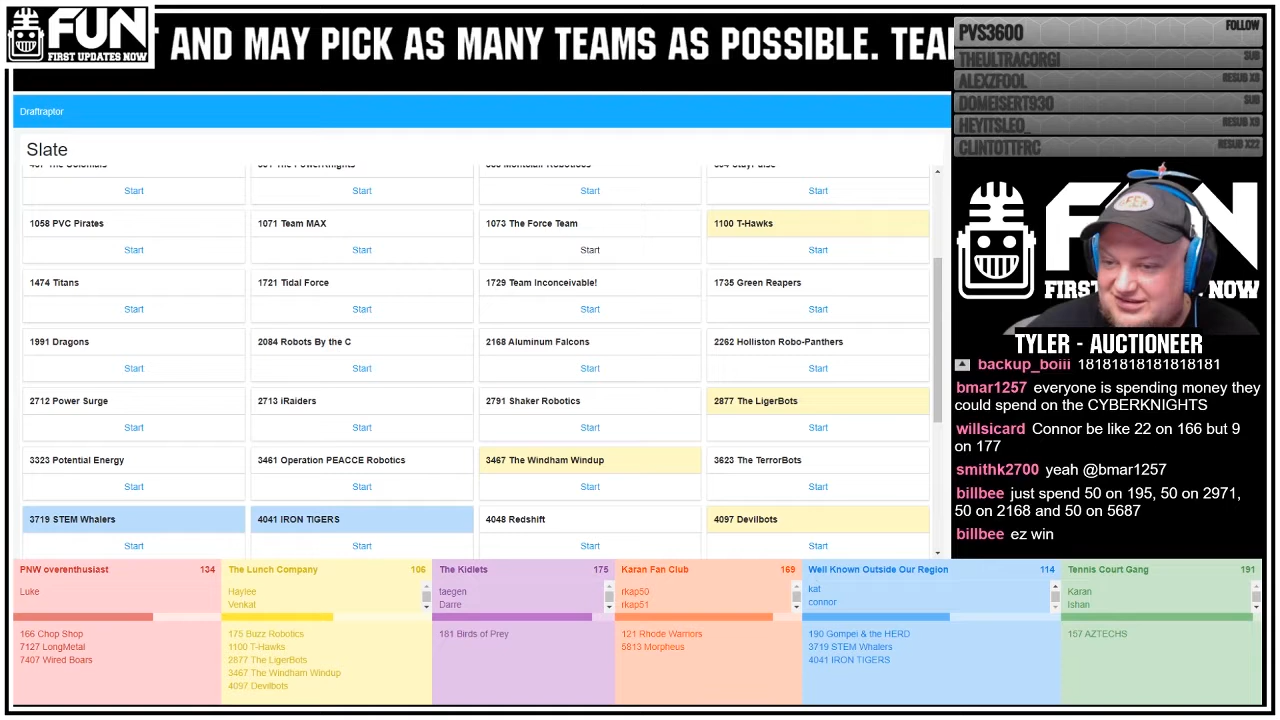 FUN
FIRST UPDATES NOW
AND MAY PICK AS MANY TEAMS AS POSSIBLE.
PVS3600 FOLLOW
THEULTRACORGI SUB
ALEXZFOOL RESUB X8
DOMEISERT930 SUB
HEYITSLEO_ RESUB X9
CLINTOTTFRC RESUB X22
Draftraptor
Slate
Start Start Start Start
1058 PVC Pirates 1071 Team MAX 1073 The Force Team 1100 T-Hawks
Start Start Start Start
1474 Titans 1721 Tidal Force 1729 Team Inconceivable! 1735 Green Reapers
Start Start Start Start
1991 Dragons 2084 Robots By the C 2168 Aluminum Falcons 2262 Holliston Robo-Panthers
Start Start Start Start
2712 Power Surge 2713 iRaiders 2791 Shaker Robotics 2877 The LigerBots
Start Start Start Start
3323 Potential Energy 3461 Operation PEACCE Robotics 3467 The Windham Windup 3623 The TerrorBots
Start Start Start Start
3719 STEM Whalers 4041 IRON TIGERS 4048 Redshift 4097 Devilbots
Start Start Start Start
NOW
TYLER - AUCTIONEER
backup_boiii 18181818181818181
bmar1257 everyone is spending money they
could spend on the CYBERKNIGHTS
willsicard Connor be like 22 on 166 but 9
on 177
smithk2700 yeah @bmar1257
billbee just spend 50 on 195, 50 on 2971,
50 on 2168 and 50 on 5687
billbee ez win
PNW overenthusiast 134
Luke
166 Chop Shop
7127 LongMetal
7407 Wired Boars
The Lunch Company 106
Haylee
Venkat
175 Buzz Robotics
1100 T-Hawks
2877 The LigerBots
3467 The Windham Windup
4097 Devilbots
The Kidlets 175
taegen
Darre
181 Birds of Prey
Karan Fan Club 169
rkap50
rkap51
121 Rhode Warriors
5813 Morpheus
Well Known Outside Our Region 114
kat
connor
190 Gompei & the HERD
3719 STEM Whalers
4041 IRON TIGERS
Tennis Court Gang 191
Karan
Ishan
157 AZTECHS